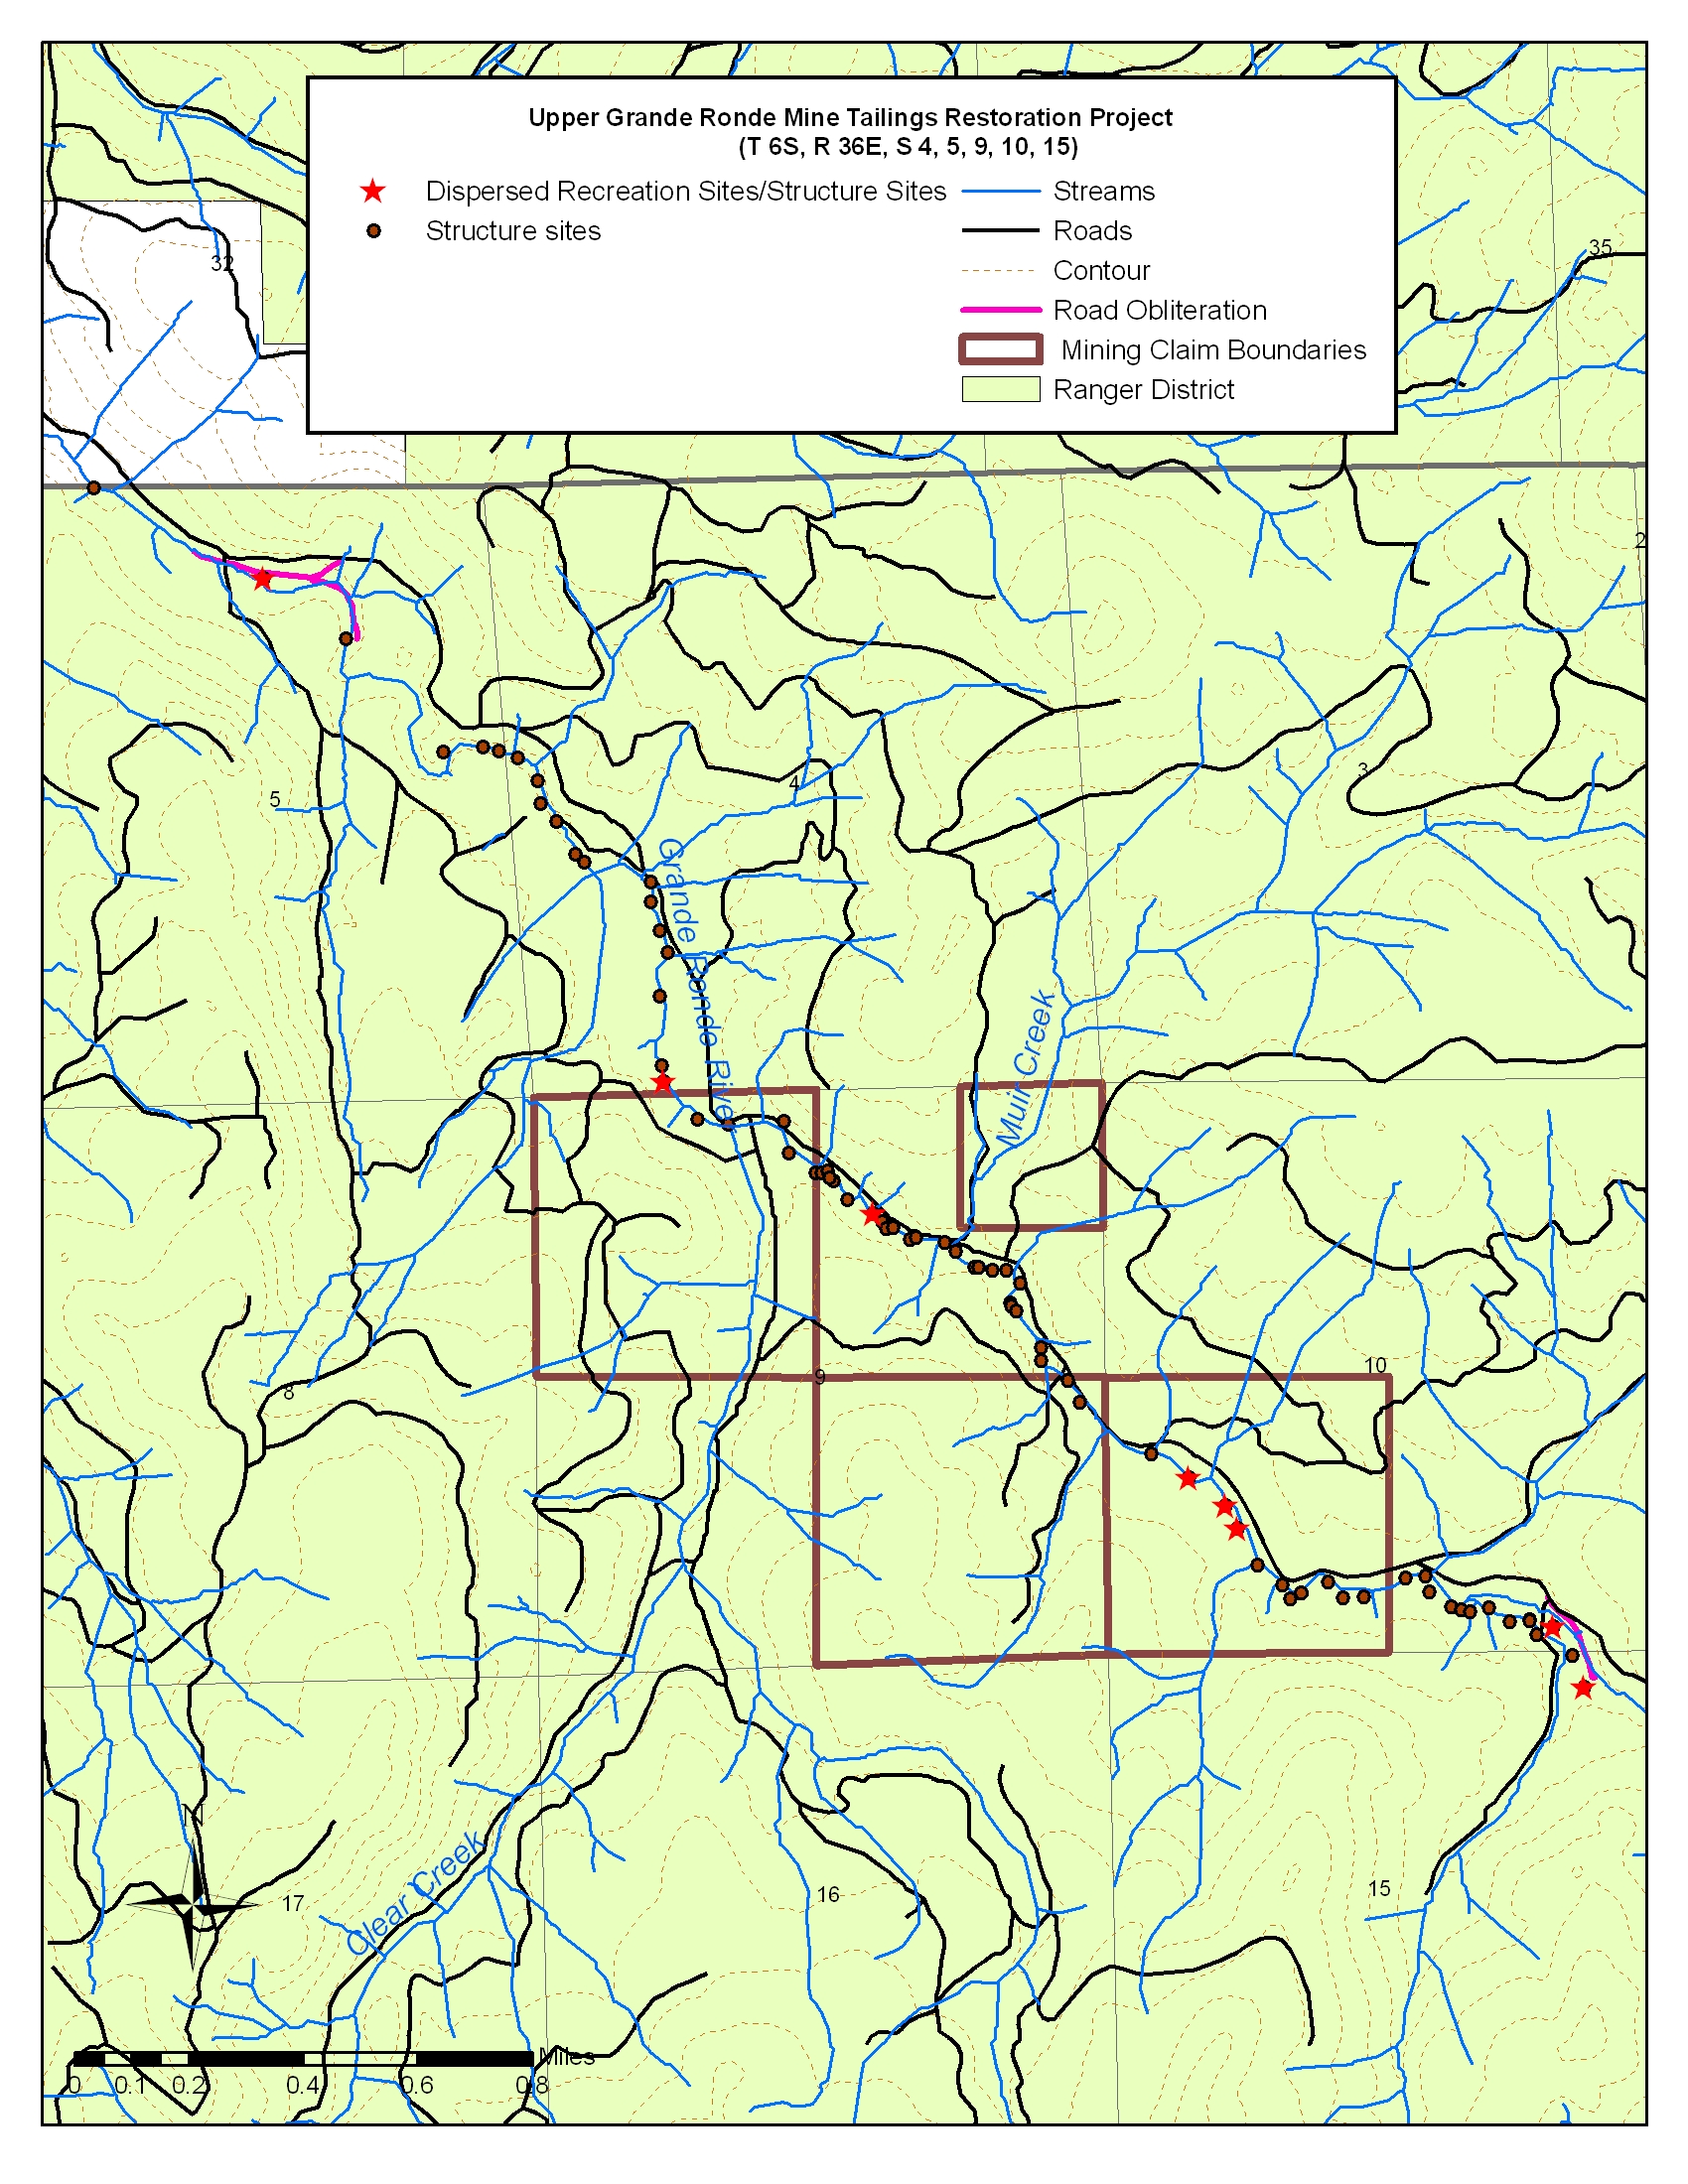 Upper Grande Ronde Mine Tailings Restoration Project
(T 6S, R 36E, S 4, 5, 9, 10, 15)
Dispersed Recreation Sites/Structure Sites
Structure sites
Streams
Roads
Contour
Road Obliteration
Mining Claim Boundaries
Ranger District
32
35
2
3
4
5
Grande Ronde River
Muir Creek
10
9
8
15
16
17
N
Clear Creek
Miles
0 0.1 0.2 0.4 0.6 0.8